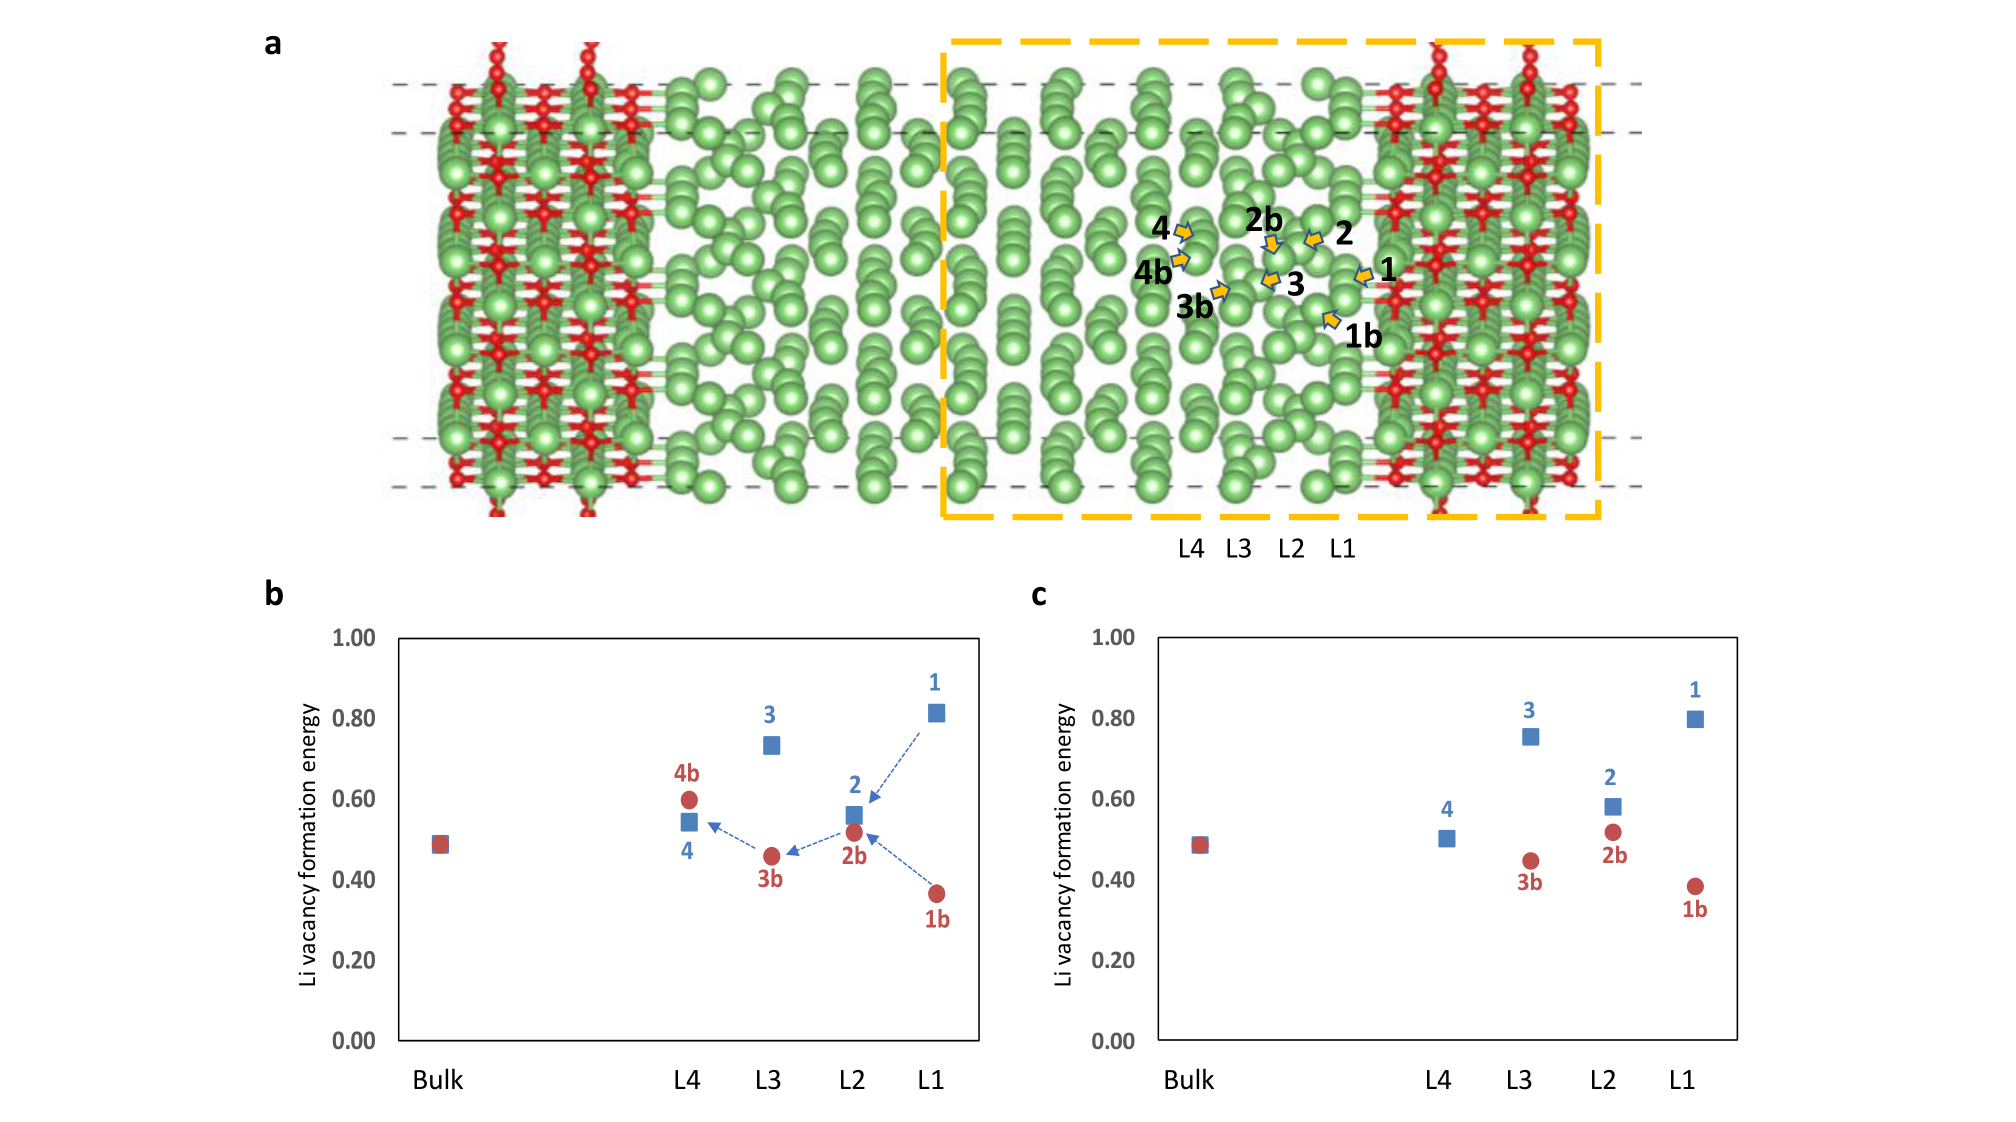 a
4
2b
2
4b
3
1
3b
1b
L4 L3 L2 L1
b
Li vacancy formation energy
1.00
0.80
0.60
0.40
0.20
0.00
1
3
4b
2
4
3b
2b
1b
Bulk L4 L3 L2 L1
c
Li vacancy formation energy
1.00
0.80
0.60
0.40
0.20
0.00
1
3
2
4
2b
3b
1b
Bulk L4 L3 L2 L1